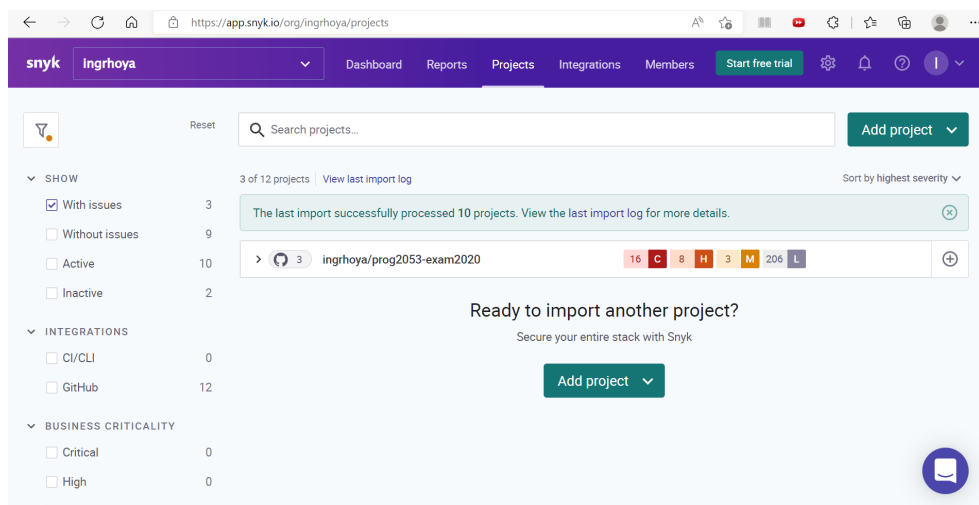 https://app.snyk.io/org/ingrhoya/projects
snyk Ingrhoya Dashboard Reports Projects Integrations Members Start free trial I
Reset Search projects... Add project
SHOW 3 of 12 projects View last import log Sort by highest severity
With issues 3
The last import successfully processed 10 projects. View the last import log for more details.
Without issues 9
Active 10
3 ingrhoya/prog2053-exam2020 16 C 8 H 3 M 206 L
Inactive 2
Ready to import another project?
INTEGRATIONS
Secure your entire stack with Snyk
CI/CLI 0
Add project
GitHub 12
BUSINESS CRITICALITY
Critical 0
High 0